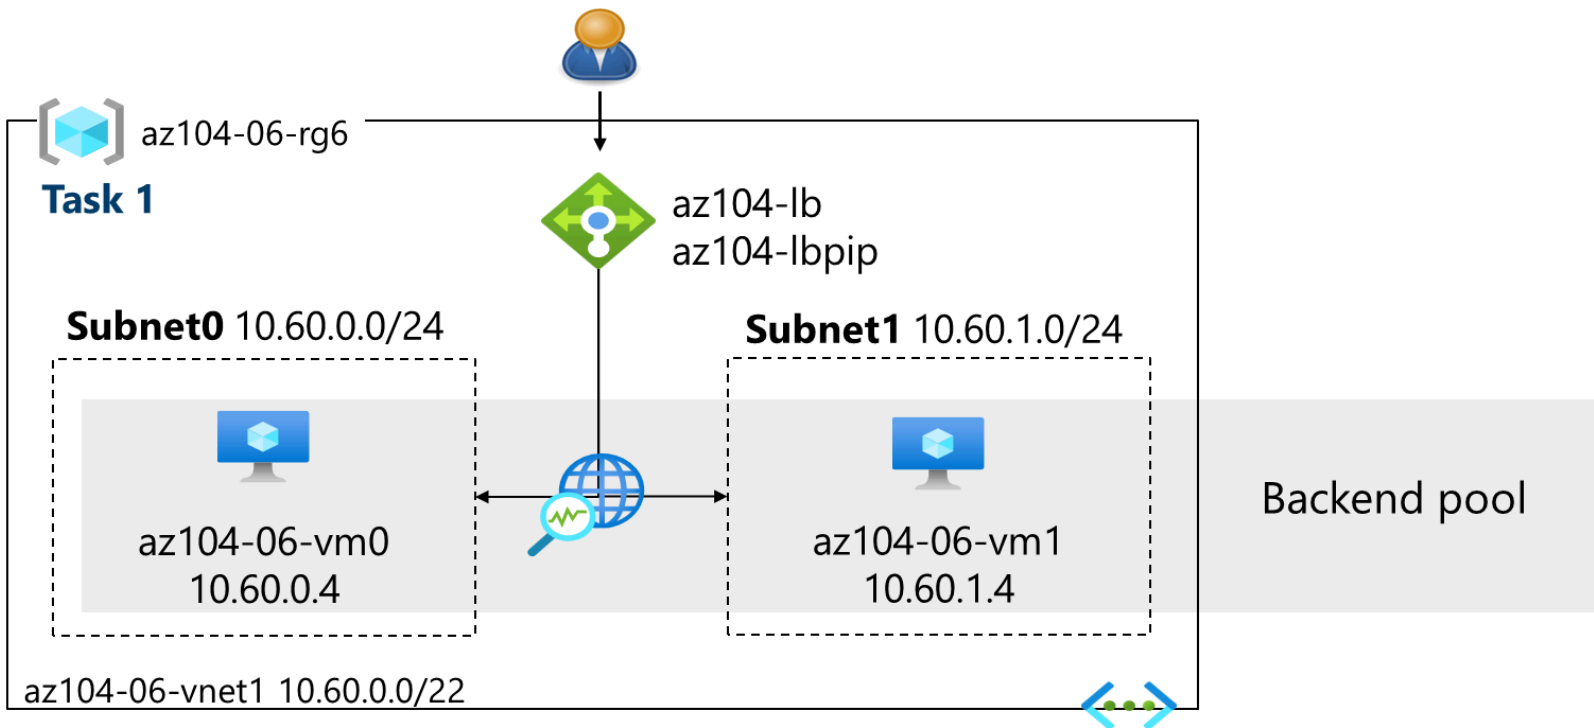 az104-06-rg6
Task 1
az104-lb
az104-lbpip
Subnet0 10.60.0.0/24
Subnet1 10.60.1.0/24
az104-06-vm0
10.60.0.4
az104-06-vm1
10.60.1.4
Backend pool
az104-06-vnet1 10.60.0.0/22